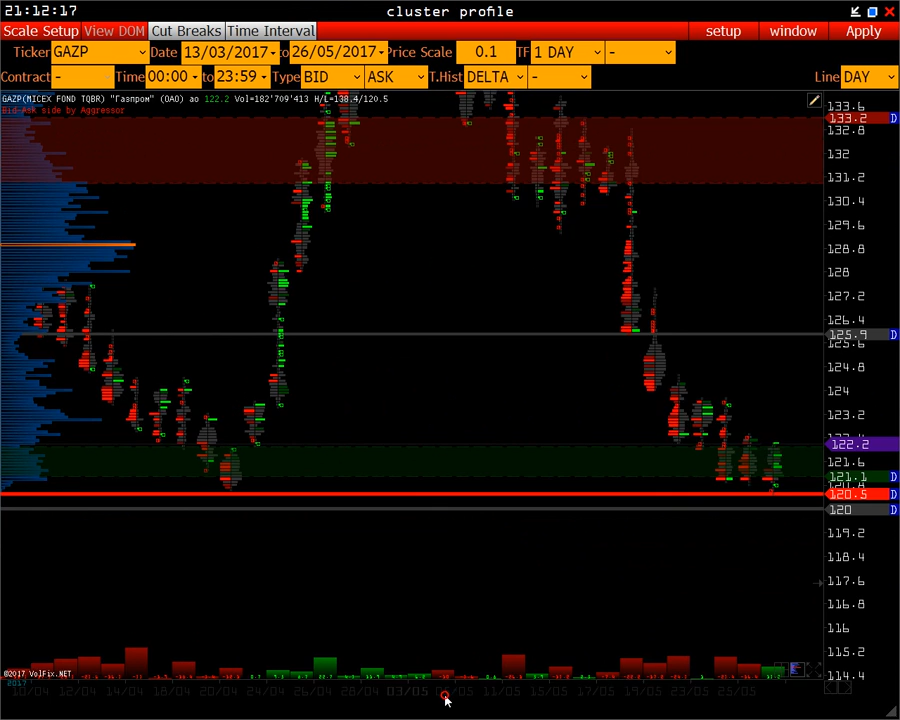 21:12:17 cluster profile
Scale Setup View DOM Cut Breaks Time Interval setup window Apply
Ticker GAZP Date 13/03/2017 to 26/05/2017 Price Scale 0.1 TF 1 DAY -
Contract - Time 00:00 to 23:59 Type BID ASK T.Hist DELTA - Line DAY
GAZP(MICEX FOND TQBR) "Газпром" (ОАО) ао 122.2 Vol=182'709'413 H/L=138.4/120.5
Bid-Ask side by Aggressor
133.6
133.2 D
132.8
132
131.2
130.4
129.6
128.8
128
127.2
126.4
125.9 D
125.6
124.8
124
123.2
122.2
121.6
121.1 D
120.5 D
120 D
119.2
118.4
117.6
116.8
116
115.2
114.4
©2017 VolFix.NET
2017
10/04 12/04 14/04 18/04 20/04 24/04 26/04 28/04 03/05 11/05 15/05 17/05 19/05 23/05 25/05